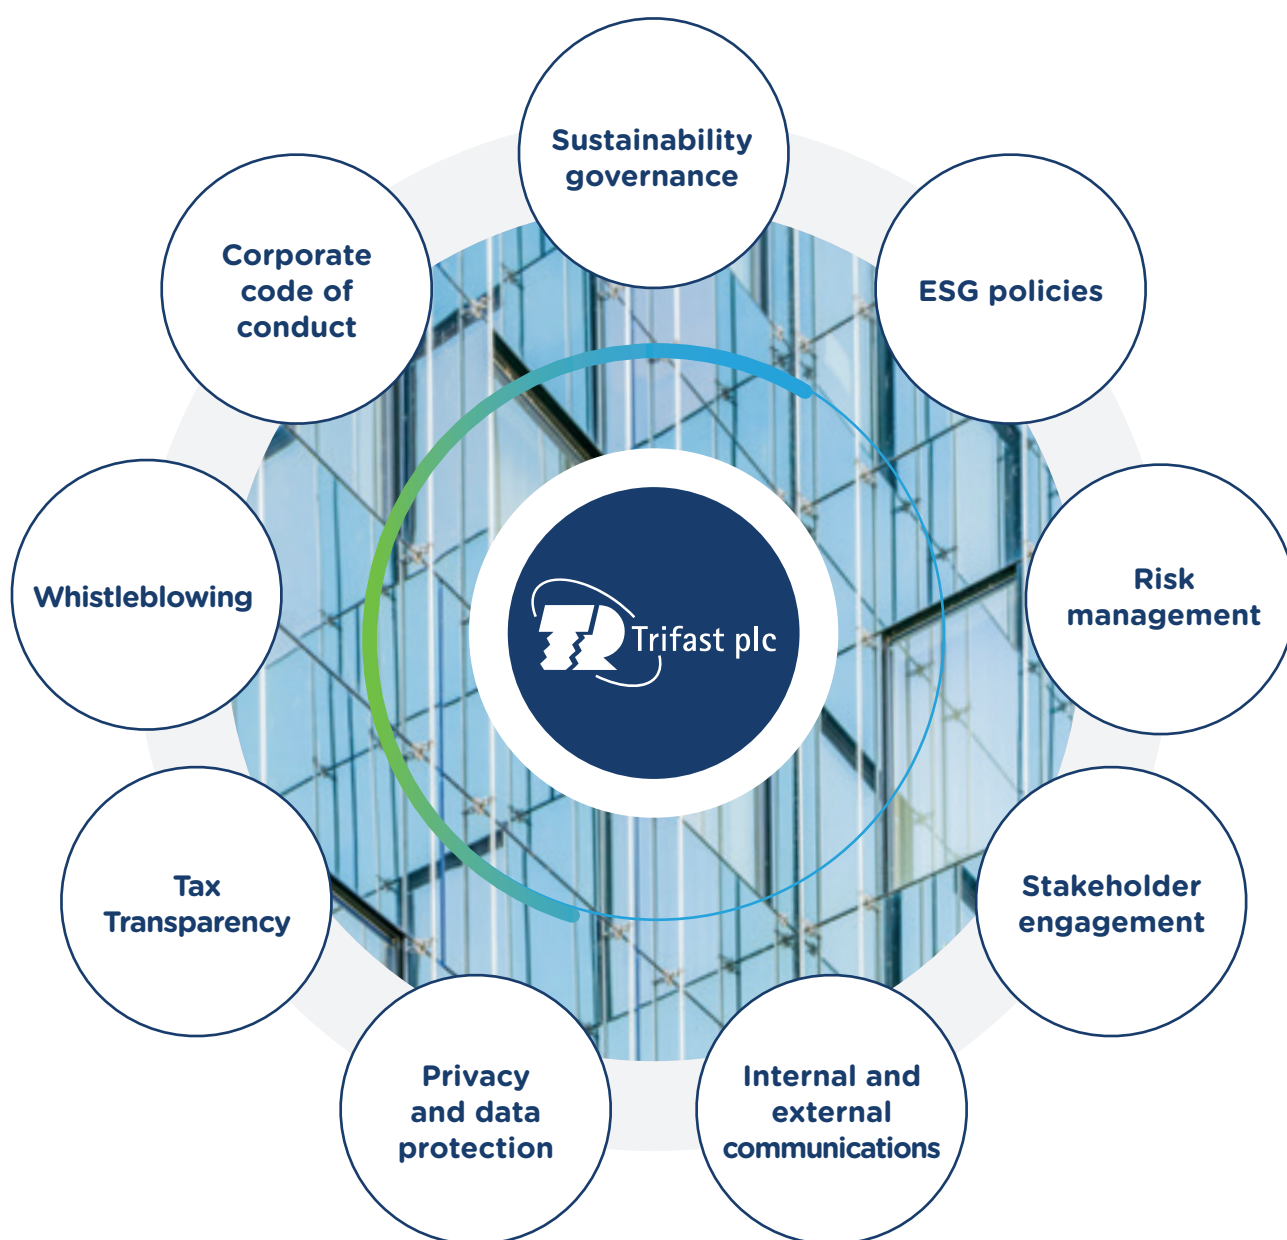 Sustainability
governance
ESG policies
Risk
management
Stakeholder
engagement
Internal and
external
communications
Privacy
and data
protection
Tax
Transparency
Whistleblowing
Corporate
code of
conduct
TR Trifast plc